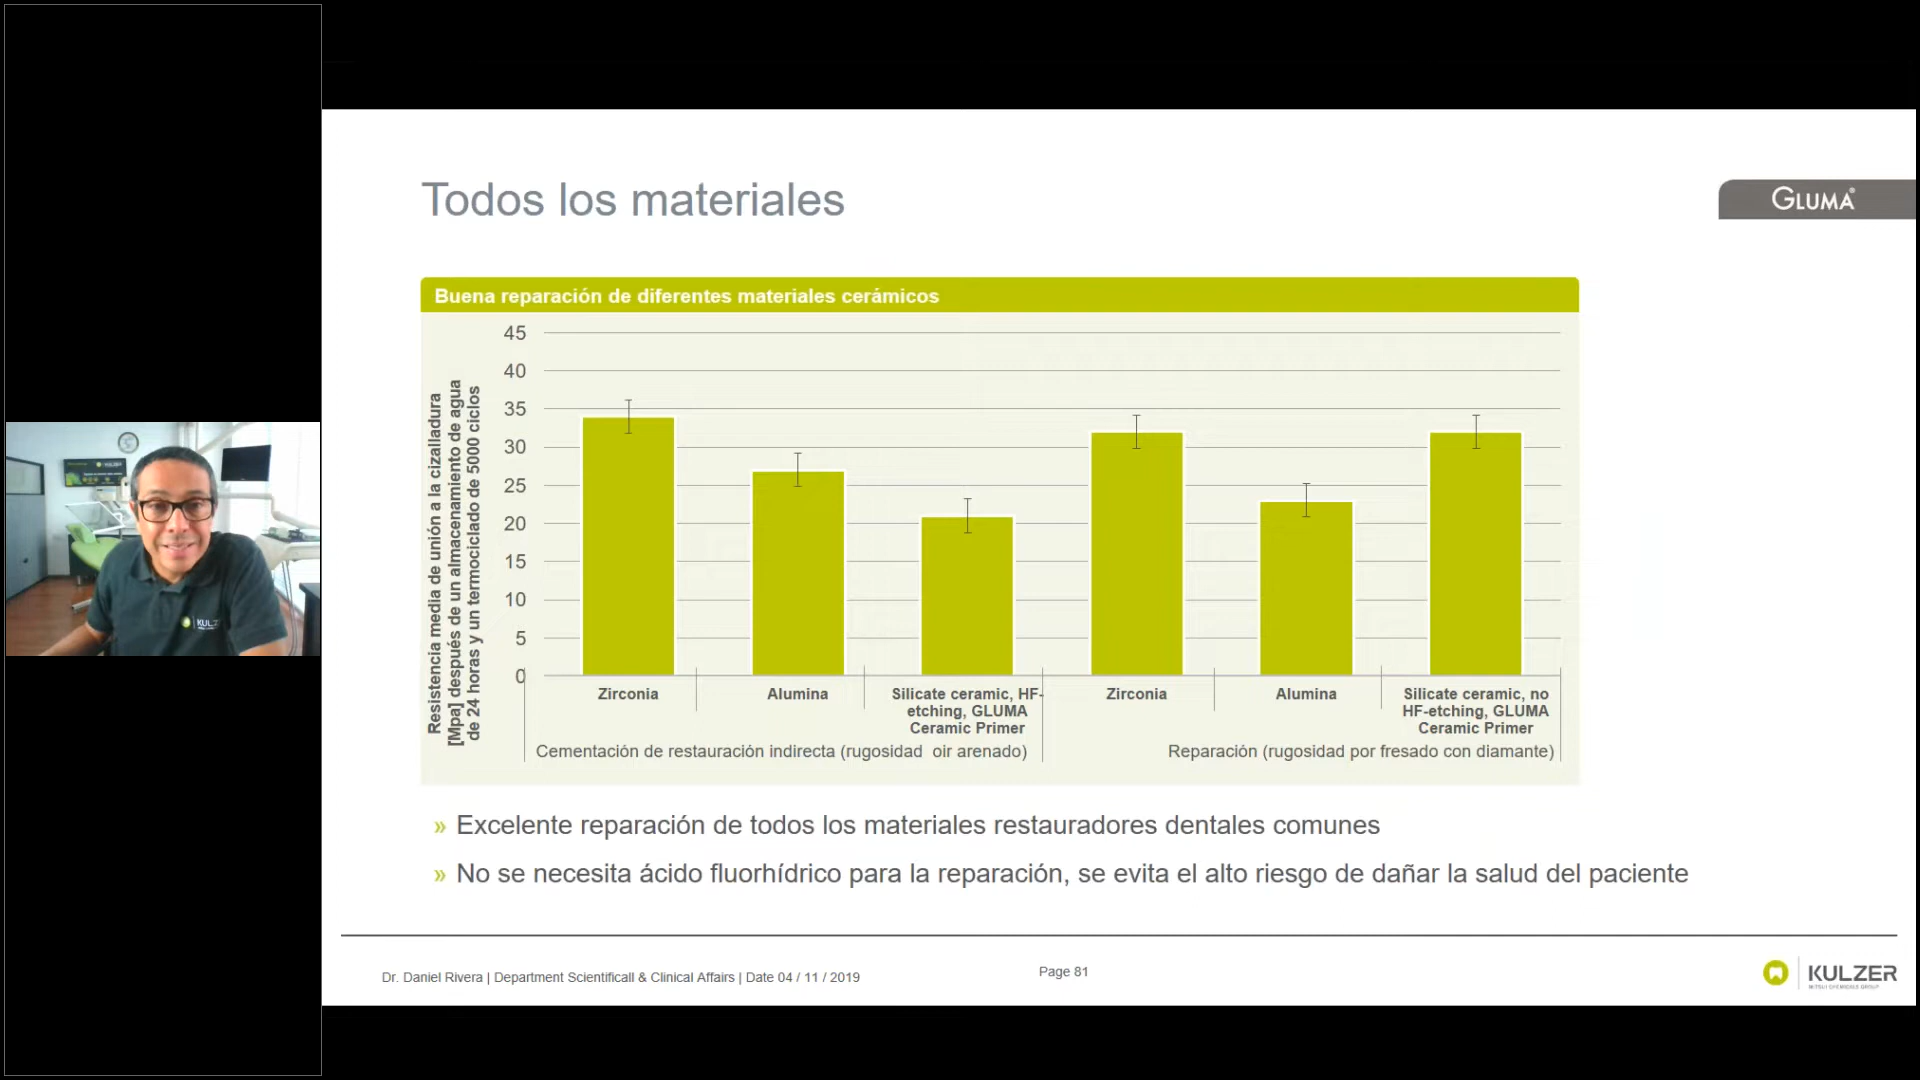 Todos los materiales
GLUMA®
Buena reparación de diferentes materiales cerámicos
Resistencia media de unión a la cizalladura
[Mpa] después de un almacenamiento de agua
de 24 horas y un termociclado de 5000 ciclos
45
40
35
30
25
20
15
10
5
0
Zirconia
Alumina
Silicate ceramic, HF-
etching, GLUMA
Ceramic Primer
Zirconia
Alumina
Silicate ceramic, no
HF-etching, GLUMA
Ceramic Primer
Cementación de restauración indirecta (rugosidad oir arenado)
Reparación (rugosidad por fresado con diamante)
» Excelente reparación de todos los materiales restauradores dentales comunes
» No se necesita ácido fluorhídrico para la reparación, se evita el alto riesgo de dañar la salud del paciente
Dr. Daniel Rivera | Department Scientificall & Clinical Affairs | Date 04 / 11 / 2019
Page 81
KULZER
MITSUI CHEMICALS GROUP
KULZER